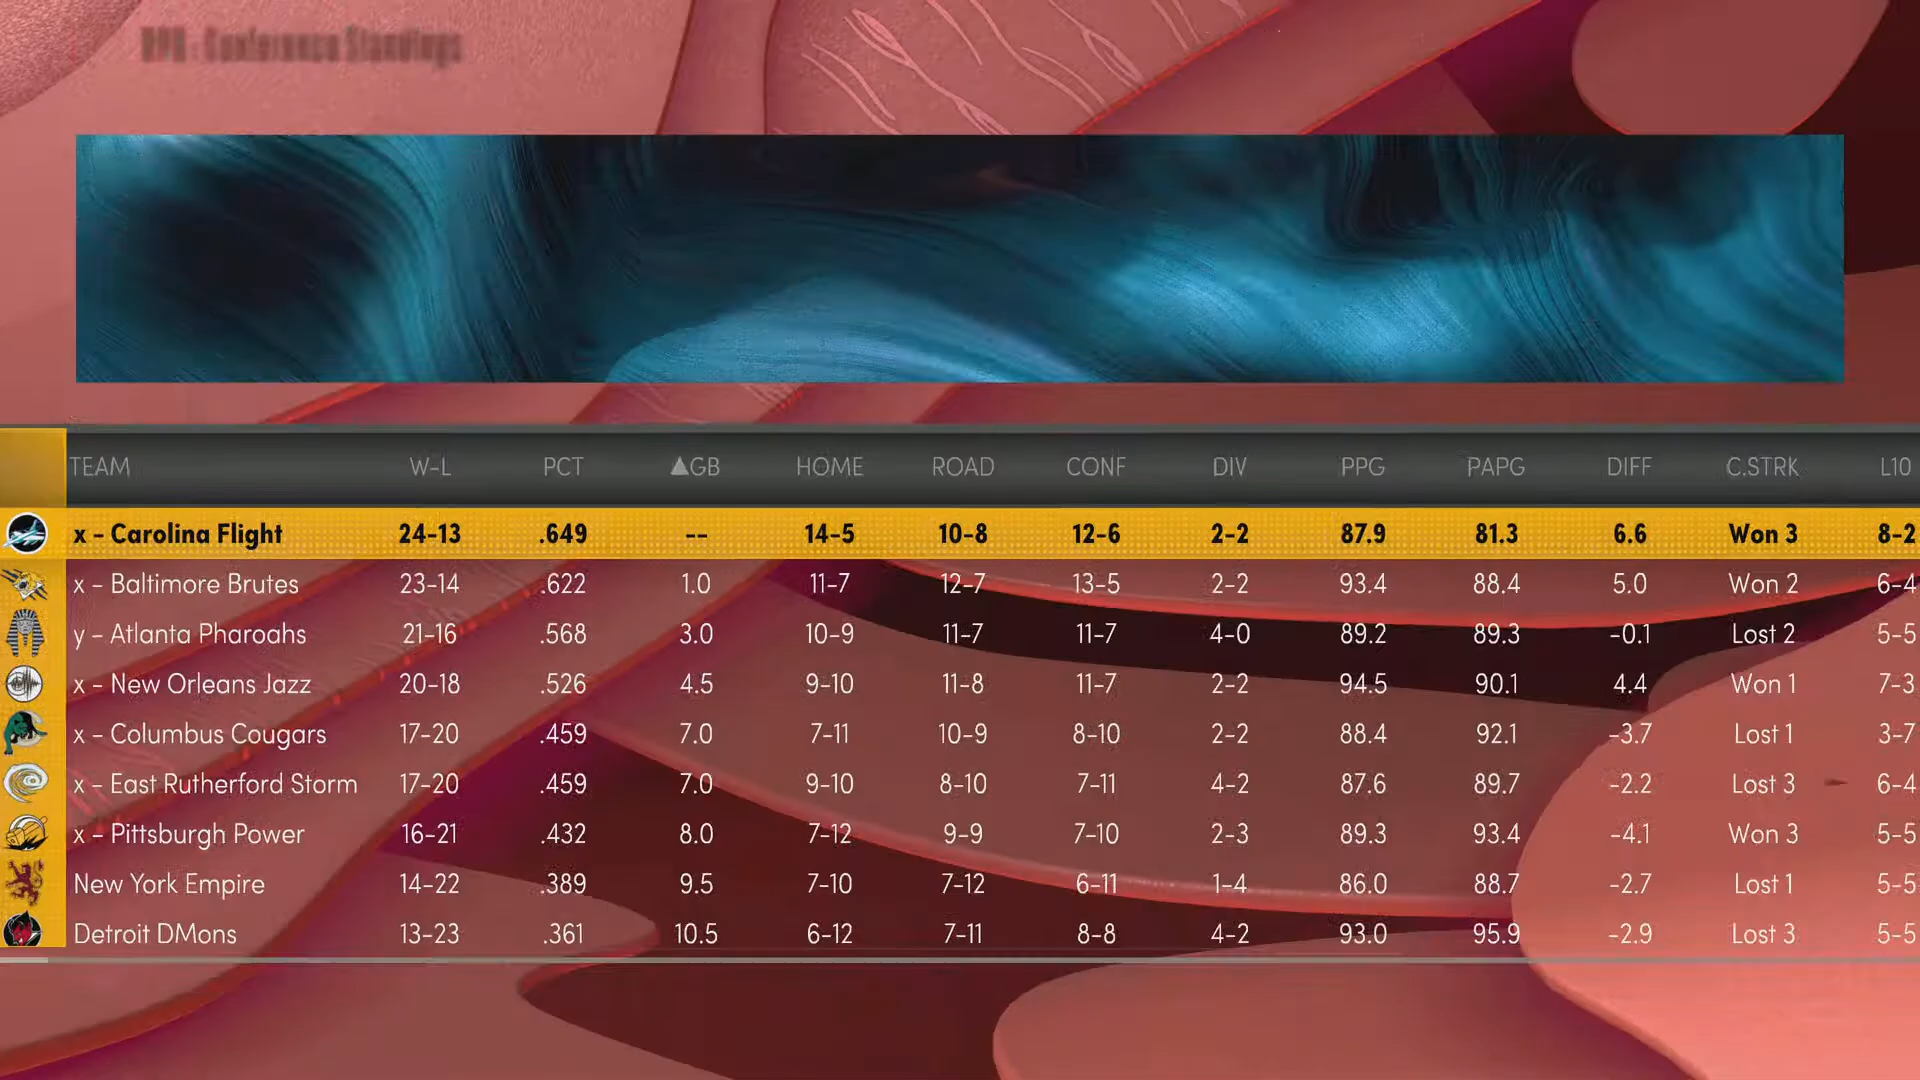 Conference Standings
TEAM W-L PCT ▲GB HOME ROAD CONF DIV PPG PAPG DIFF C.STRK L10
x - Carolina Flight 24-13 .649 -- 14-5 10-8 12-6 2-2 87.9 81.3 6.6 Won 3 8-2
x - Baltimore Brutes 23-14 .622 1.0 11-7 12-7 13-5 2-2 93.4 88.4 5.0 Won 2 6-4
y - Atlanta Pharoahs 21-16 .568 3.0 10-9 11-7 11-7 4-0 89.2 89.3 -0.1 Lost 2 5-5
x - New Orleans Jazz 20-18 .526 4.5 9-10 11-8 11-7 2-2 94.5 90.1 4.4 Won 1 7-3
x - Columbus Cougars 17-20 .459 7.0 7-11 10-9 8-10 2-2 88.4 92.1 -3.7 Lost 1 3-7
x - East Rutherford Storm 17-20 .459 7.0 9-10 8-10 7-11 4-2 87.6 89.7 -2.2 Lost 3 6-4
x - Pittsburgh Power 16-21 .432 8.0 7-12 9-9 7-10 2-3 89.3 93.4 -4.1 Won 3 5-5
New York Empire 14-22 .389 9.5 7-10 7-12 6-11 1-4 86.0 88.7 -2.7 Lost 1 5-5
Detroit DMons 13-23 .361 10.5 6-12 7-11 8-8 4-2 93.0 95.9 -2.9 Lost 3 5-5